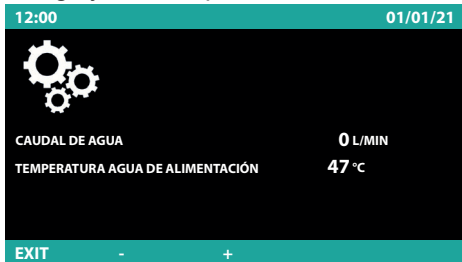 12:00 01/01/21
CAUDAL DE AGUA 0 L/MIN
TEMPERATURA AGUA DE ALIMENTACIÓN 47 °C
EXIT - +